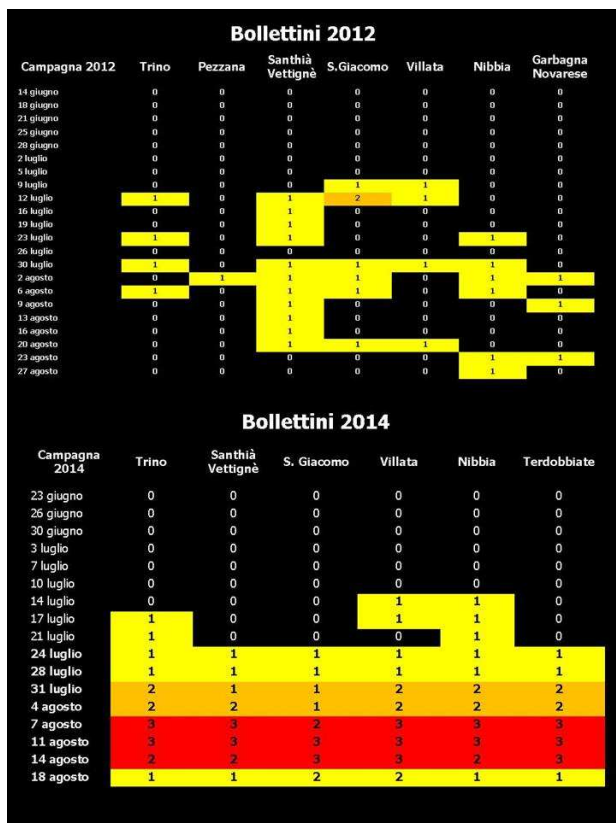 Bollettini 2012
Campagna 2012 Trino Pezzana Santhià Vettignè S.Giacomo Villata Nibbia Garbagna Novarese
14 giugno 0 0 0 0 0 0 0
18 giugno 0 0 0 0 0 0 0
21 giugno 0 0 0 0 0 0 0
25 giugno 0 0 0 0 0 0 0
28 giugno 0 0 0 0 0 0 0
2 luglio 0 0 0 0 0 0 0
5 luglio 0 0 0 0 0 0 0
9 luglio 0 0 0 1 1 0 0
12 luglio 1 0 1 2 1 0 0
16 luglio 0 0 1 0 0 0 0
19 luglio 0 0 1 0 0 0 0
23 luglio 1 0 1 0 0 1 0
26 luglio 0 0 0 0 0 0 0
30 luglio 1 0 1 1 1 1 0
2 agosto 0 1 1 1 0 1 1
6 agosto 1 0 1 1 0 1 0
9 agosto 0 0 1 0 0 0 1
13 agosto 0 0 1 0 0 0 0
16 agosto 0 0 1 0 0 0 0
20 agosto 0 0 1 1 1 0 0
23 agosto 0 0 0 0 0 1 1
27 agosto 0 0 0 0 0 1 0
Bollettini 2014
Campagna 2014 Trino Santhià Vettignè S. Giacomo Villata Nibbia Terdobbiate
23 giugno 0 0 0 0 0 0
26 giugno 0 0 0 0 0 0
30 giugno 0 0 0 0 0 0
3 luglio 0 0 0 0 0 0
7 luglio 0 0 0 0 0 0
10 luglio 0 0 0 0 0 0
14 luglio 0 0 0 1 1 0
17 luglio 1 0 0 1 1 0
21 luglio 1 0 0 0 1 0
24 luglio 1 1 1 1 1 1
28 luglio 1 1 1 1 1 1
31 luglio 2 1 1 2 2 2
4 agosto 2 2 1 2 2 2
7 agosto 3 3 2 3 3 3
11 agosto 3 3 3 3 3 3
14 agosto 2 2 3 3 2 3
18 agosto 1 1 2 2 1 1